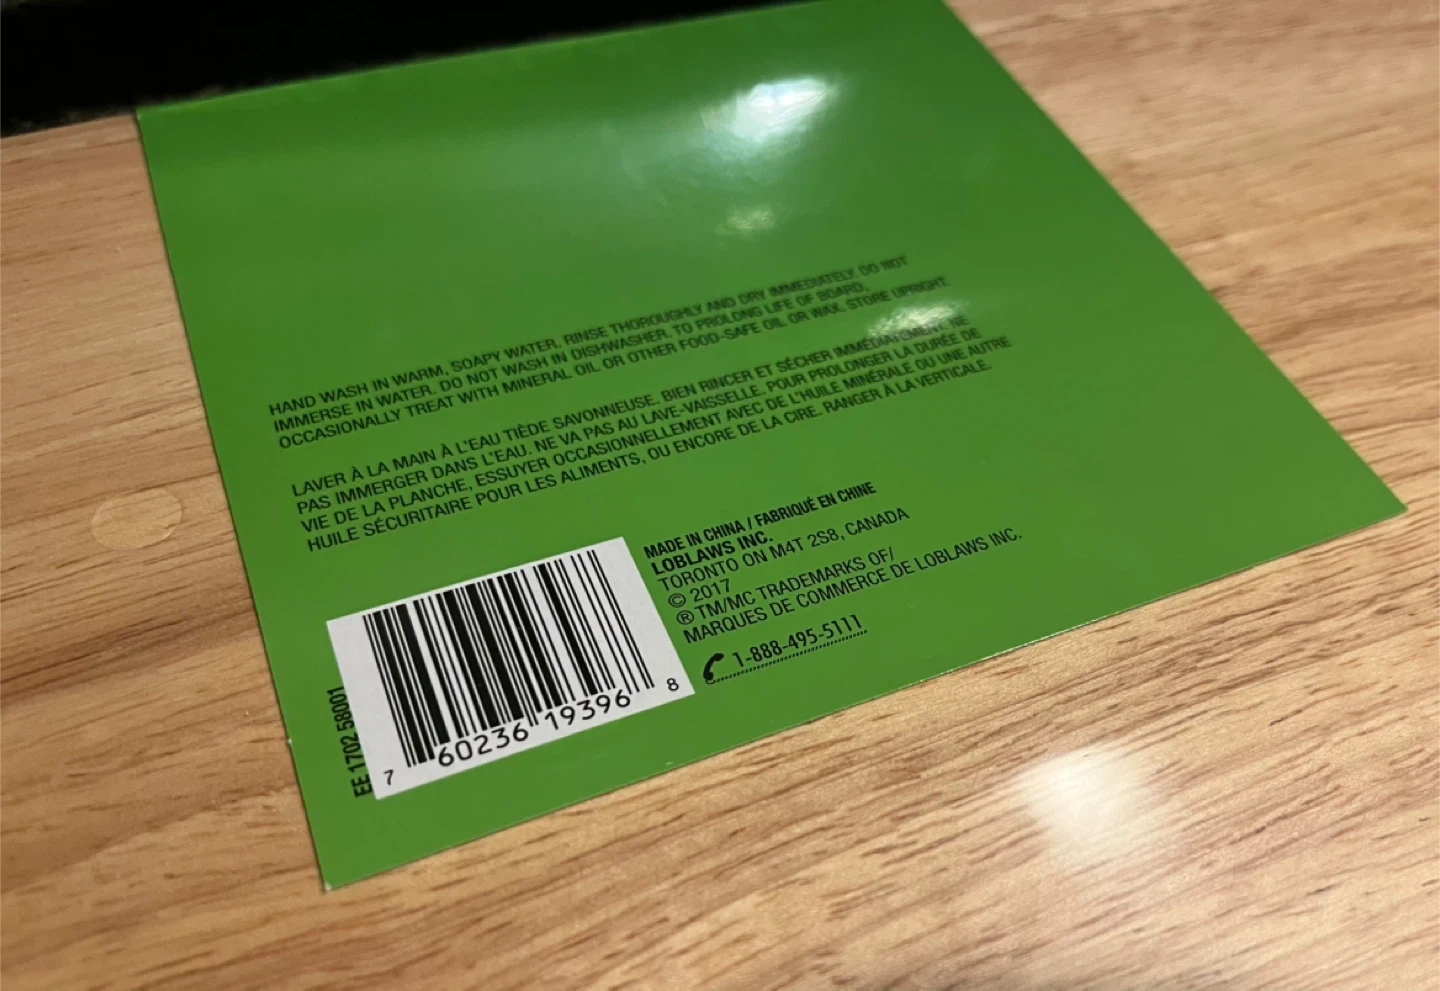 HAND WASH IN WARM, SOAPY WATER. RINSE THOROUGHLY AND DRY IMMEDIATELY. DO NOT
IMMERSE IN WATER. DO NOT WASH IN DISHWASHER. TO PROLONG LIFE OF BOARD,
OCCASIONALLY TREAT WITH MINERAL OIL OR OTHER FOOD-SAFE OIL OR WAX. STORE UPRIGHT.
LAVER À LA MAIN À L'EAU TIÈDE SAVONNEUSE. BIEN RINCER ET SÉCHER IMMÉDIATEMENT. NE
PAS IMMERGER DANS L'EAU. NE VA PAS AU LAVE-VAISSELLE. POUR PROLONGER LA DURÉE DE
VIE DE LA PLANCHE, ESSUYER OCCASIONNELLEMENT AVEC DE L'HUILE MINÉRALE OU UNE AUTRE
HUILE SÉCURITAIRE POUR LES ALIMENTS, OU ENCORE DE LA CIRE. RANGER À LA VERTICALE.
MADE IN CHINA / FABRIQUÉ EN CHINE
LOBLAWS INC.
TORONTO ON M4T 2S8, CANADA
© 2017
® TM/MC TRADEMARKS OF/
MARQUES DE COMMERCE DE LOBLAWS INC.
1-888-495-5111
EE 1702 58001
7 60236 19396 8